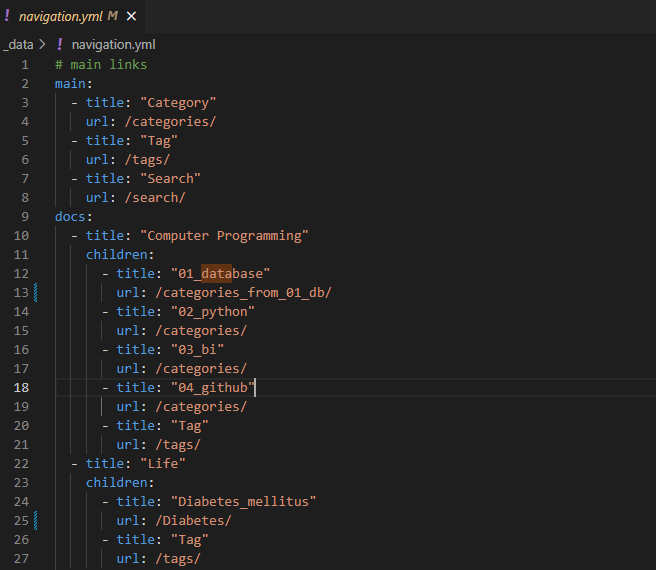 ! navigation.yml M ×
_data > ! navigation.yml
1 # main links
2 main:
3   - title: "Category"
4     url: /categories/
5   - title: "Tag"
6     url: /tags/
7   - title: "Search"
8     url: /search/
9 docs:
10   - title: "Computer Programming"
11     children:
12       - title: "01_database"
13         url: /categories_from_01_db/
14       - title: "02_python"
15         url: /categories/
16       - title: "03_bi"
17         url: /categories/
18       - title: "04_github"
19         url: /categories/
20       - title: "Tag"
21         url: /tags/
22   - title: "Life"
23     children:
24       - title: "Diabetes_mellitus"
25         url: /Diabetes/
26       - title: "Tag"
27         url: /tags/